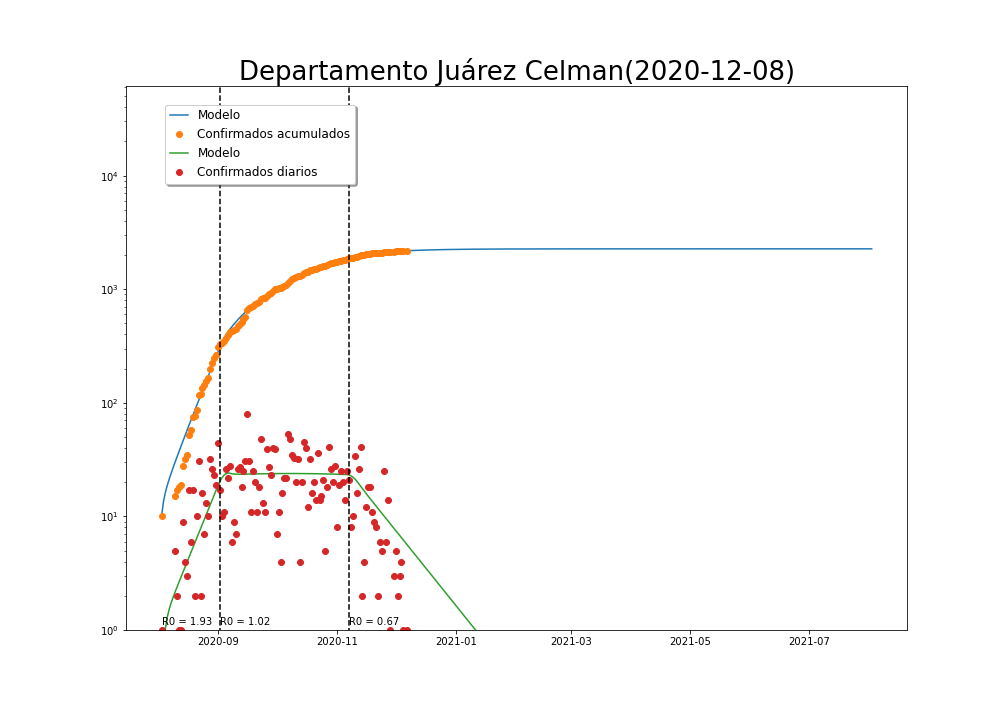 Departamento Juárez Celman(2020-12-08)
Modelo
Confirmados acumulados
Modelo
Confirmados diarios
10⁴
10³
10²
10¹
10⁰
R0 = 1.93
R0 = 1.02
R0 = 0.67
2020-09
2020-11
2021-01
2021-03
2021-05
2021-07